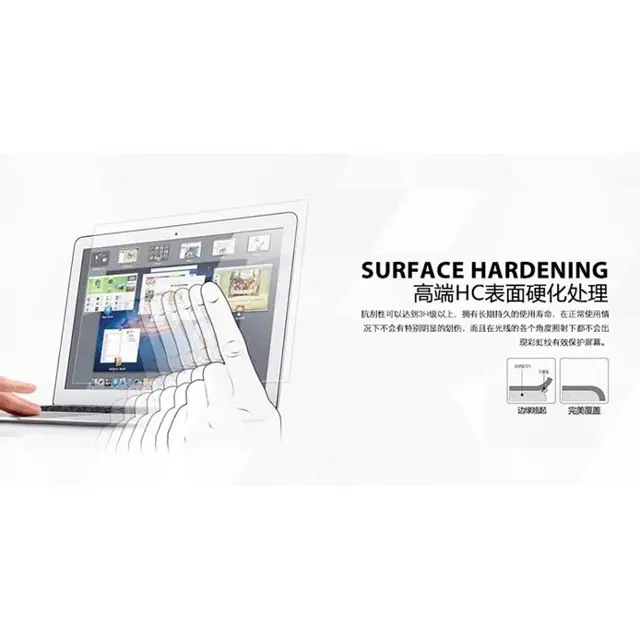 SURFACE HARDENING
高端HC表面硬化处理
抗刮性可以达到3H级以上，拥有长期持久的使用寿命，在正常使用情
况下不会有特别明显的划伤，而且在光线的各个角度照射下都不会出
现彩虹纹有效保护屏幕。
边缘翘起
完美覆盖